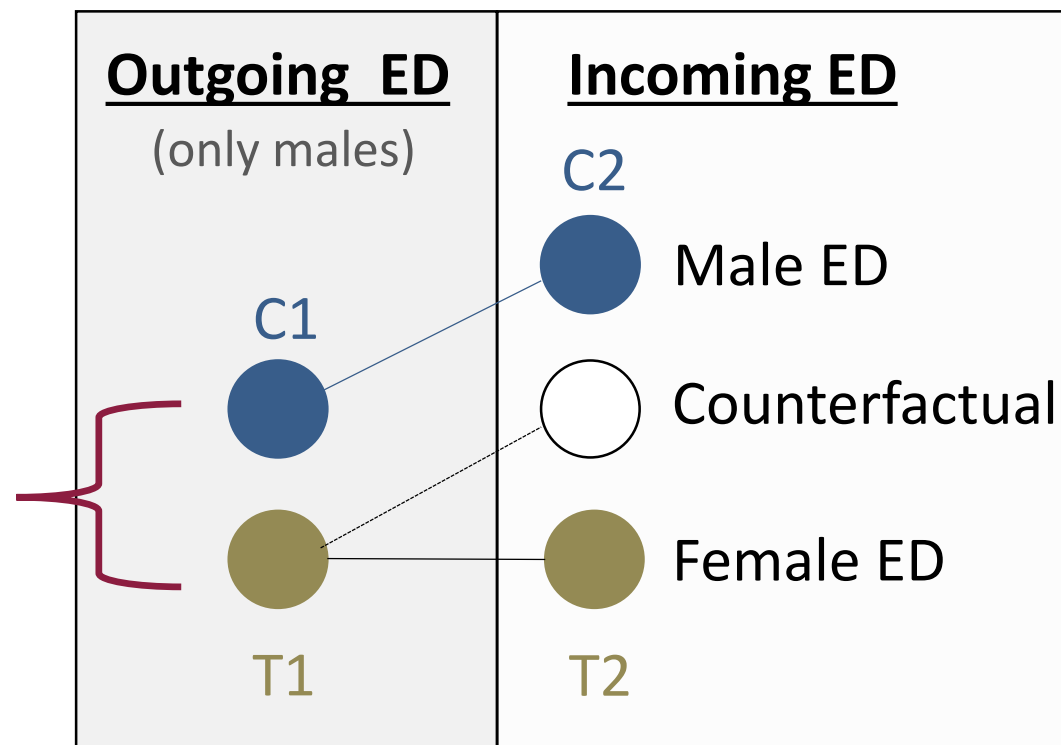 Outgoing ED
(only males)
C1
T1
Incoming ED
C2
Male ED
Counterfactual
Female ED
T2